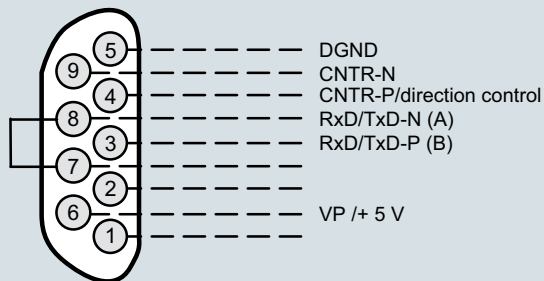 5 DGND
9 CNTR-N
4 CNTR-P/direction control
8 RxD/TxD-N (A)
3 RxD/TxD-P (B)
7
2
6 VP /+ 5 V
1